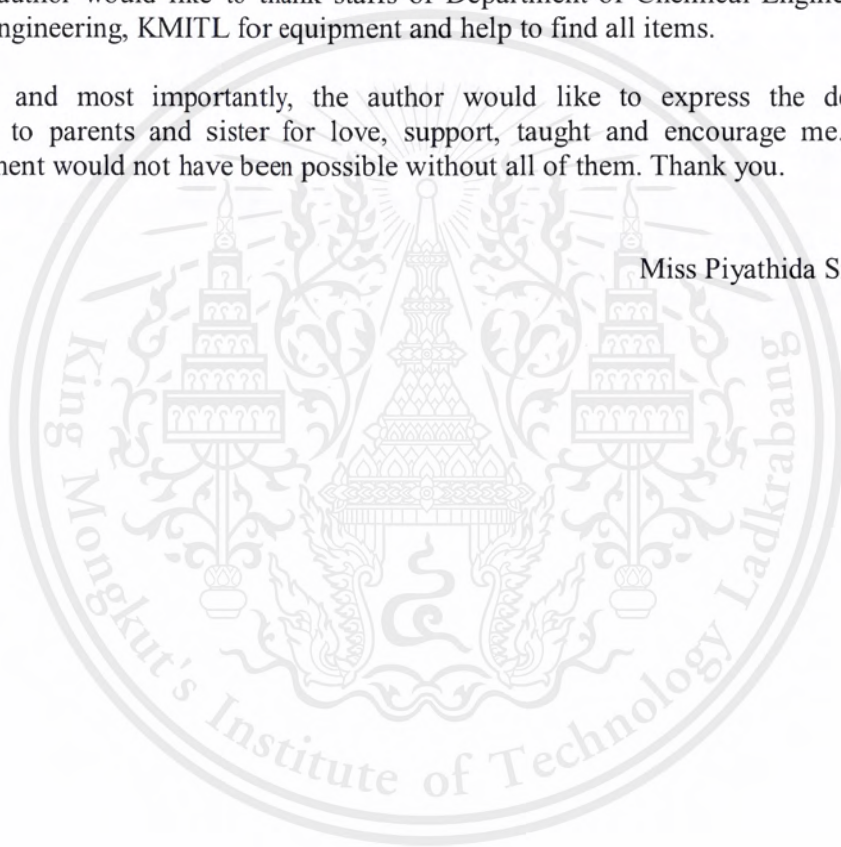 author would like to thank staffs of Department of Chemical
ngineering, KMITL for equipment and help to find all items.
and most importantly, the author would like to express the
to parents and sister for love, support, taught and encourage me.
would not have been possible without all of them. Thank you.
Miss Piyathida
King Mongkut's Institute of Technology Ladkrabang